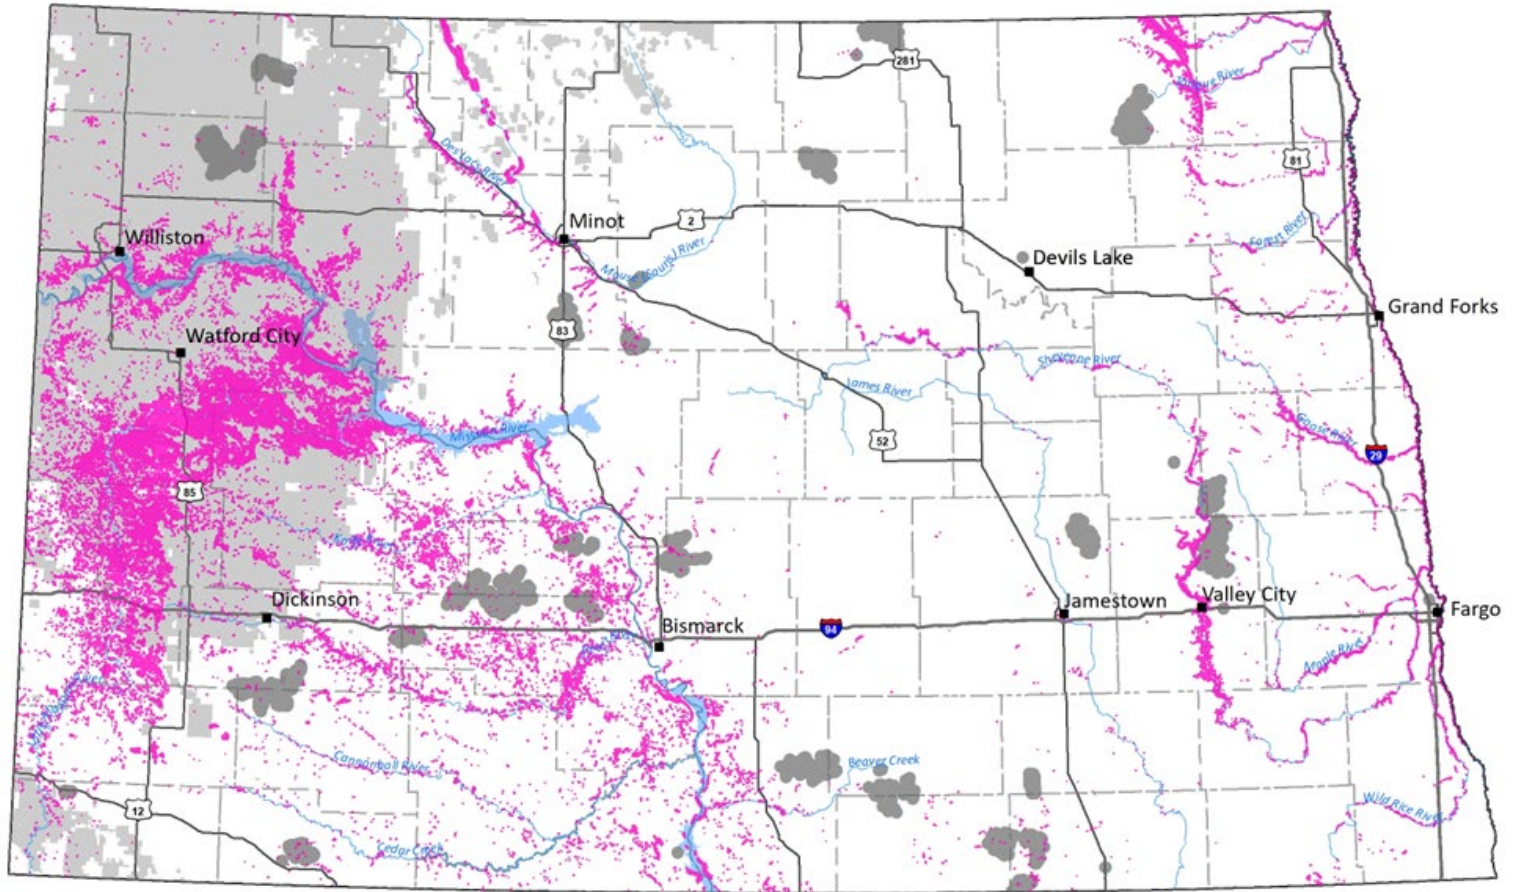 281
Des Lacs River
81
Minot
2
Forest River
Williston
Mouse (Souris) River
Devils Lake
Grand Forks
83
Watford City
Sheyenne River
James River
Goose River
Missouri River
52
29
85
Dickinson
Jamestown
Valley City
Fargo
Bismarck
94
Maple River
Beaver Creek
Cannonball River
12
Wild Rice River
Cedar Creek